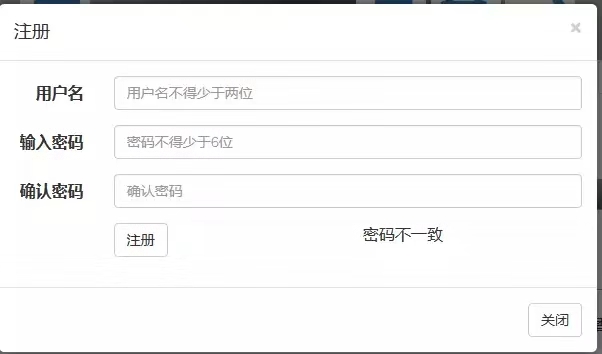 注册
×
用户名 用户名不得少于两位
输入密码 密码不得少于6位
确认密码 确认密码
注册 密码不一致
关闭